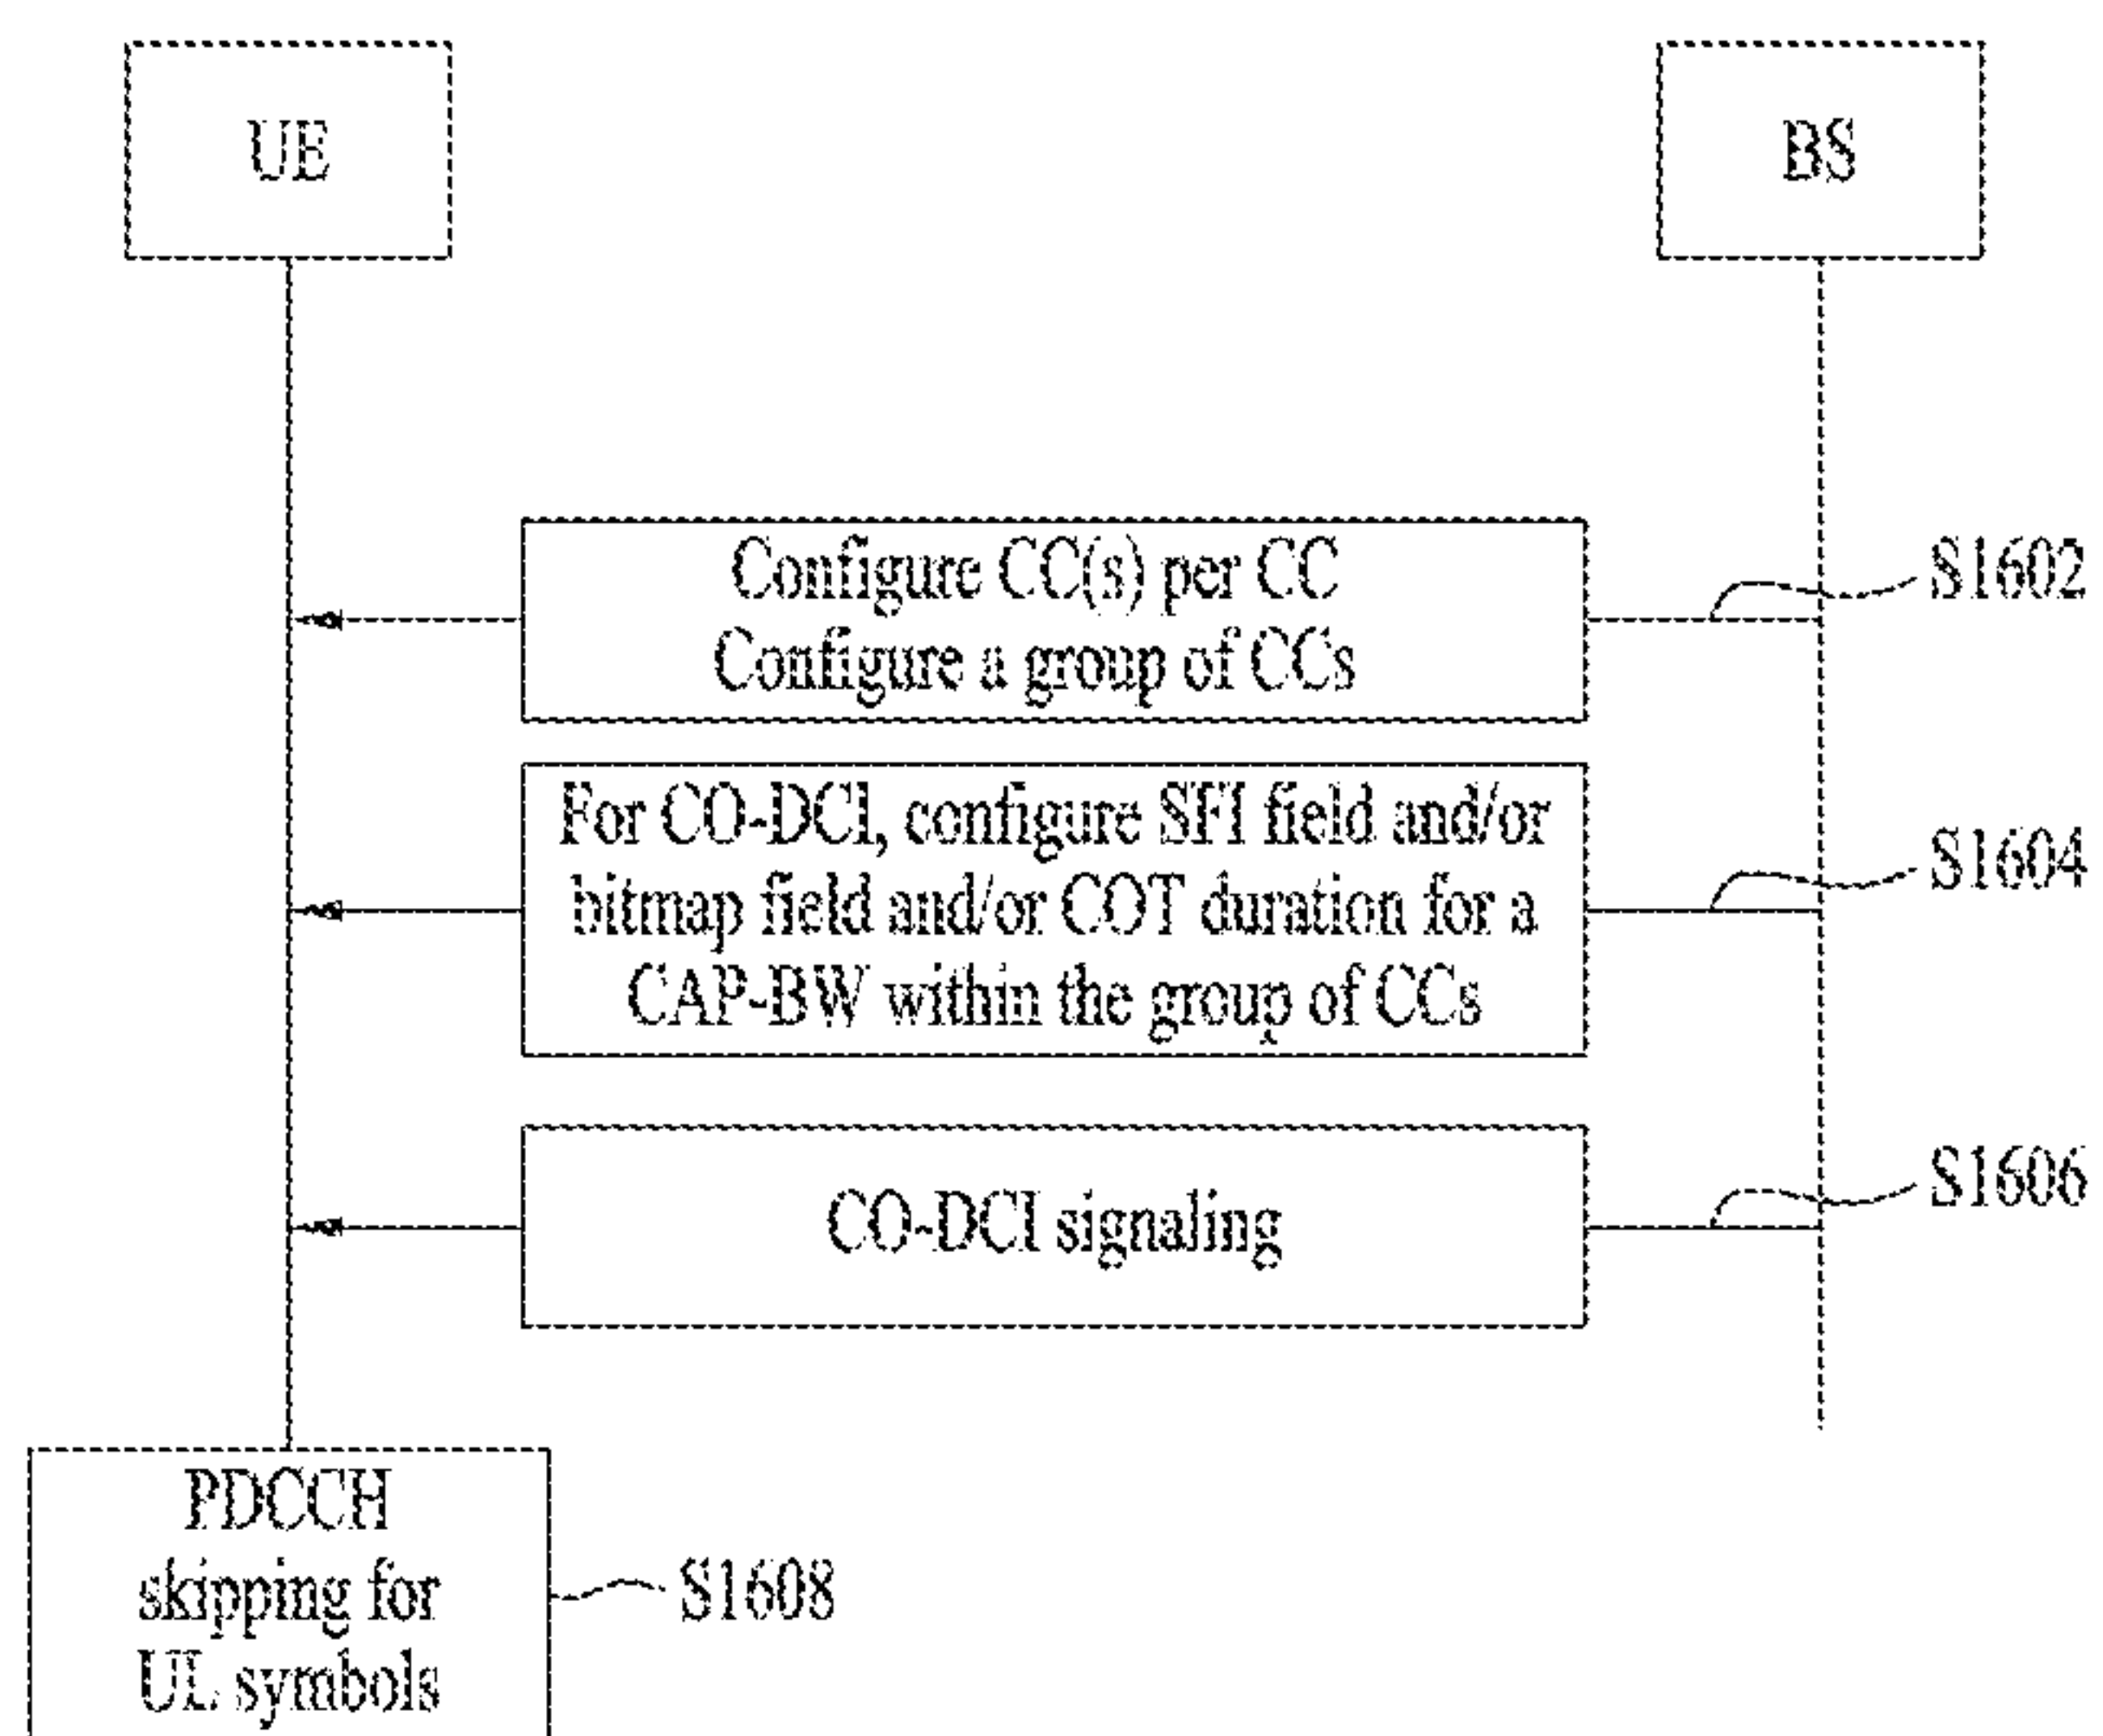 UE
BS
Configure CC(s) per CC
Configure a group of CCs
S1602
For CO-DCI, configure SFI field and/or
bitmap field and/or COT duration for a
CAP-BW within the group of CCs
S1604
CO-DCI signaling
S1606
PDCCH
skipping for
UL symbols
S1608